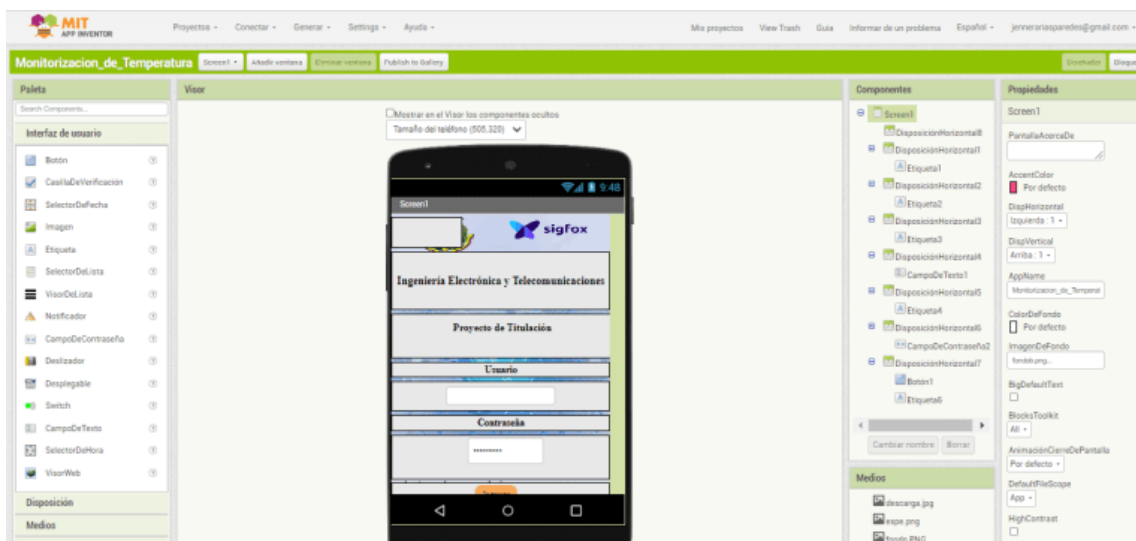 MIT
APP INVENTOR
Proyectos
Conectar
Generar
Settings
Ayuda
Mis proyectos
View Trash
Guia
Informar de un problema
Español
jennerariasparedes@gmail.com
Monitorizacion_de_Temperatura
Screen1
Añadir ventana
Eliminar ventana
Publish to Gallery
Diseñador
Bloque
Paleta
Search Components...
Interfaz de usuario
Botón
CasillaDeVerificación
SelectorDeFecha
Imagen
Etiqueta
SelectorDeLista
VisorDeLista
Notificador
CampoDeContraseña
Deslizador
Desplegable
Switch
CampoDeTexto
SelectorDeHora
VisorWeb
Disposición
Medios
Visor
Mostrar en el Visor los componentes ocultos
Tamaño del teléfono (505,320)
9:48
Screen1
sigfox
Ingeniería Electrónica y Telecomunicaciones
Proyecto de Titulación
Usuario
Contraseña
Componentes
Screen1
DisposiciónHorizontal8
DisposiciónHorizontal1
Etiqueta1
DisposiciónHorizontal2
Etiqueta2
DisposiciónHorizontal3
Etiqueta3
DisposiciónHorizontal4
CampoDeTexto1
DisposiciónHorizontal5
Etiqueta4
DisposiciónHorizontal6
CampoDeContraseña2
DisposiciónHorizontal7
Botón1
Etiqueta6
Cambiar nombre
Borrar
Medios
descarga.jpg
espe.png
fondo.PNG
Propiedades
Screen1
PantallaAcercaDe
AccentColor
Por defecto
DispHorizontal
Izquierda : 1
DispVertical
Arriba : 1
AppName
Monitorizacion_de_Temperat
ColorDeFondo
Por defecto
ImagenDeFondo
fondob.png...
BigDefaultText
BlocksToolkit
All
AnimaciónCierreDePantalla
Por defecto
DefaultFileScope
App
HighContrast